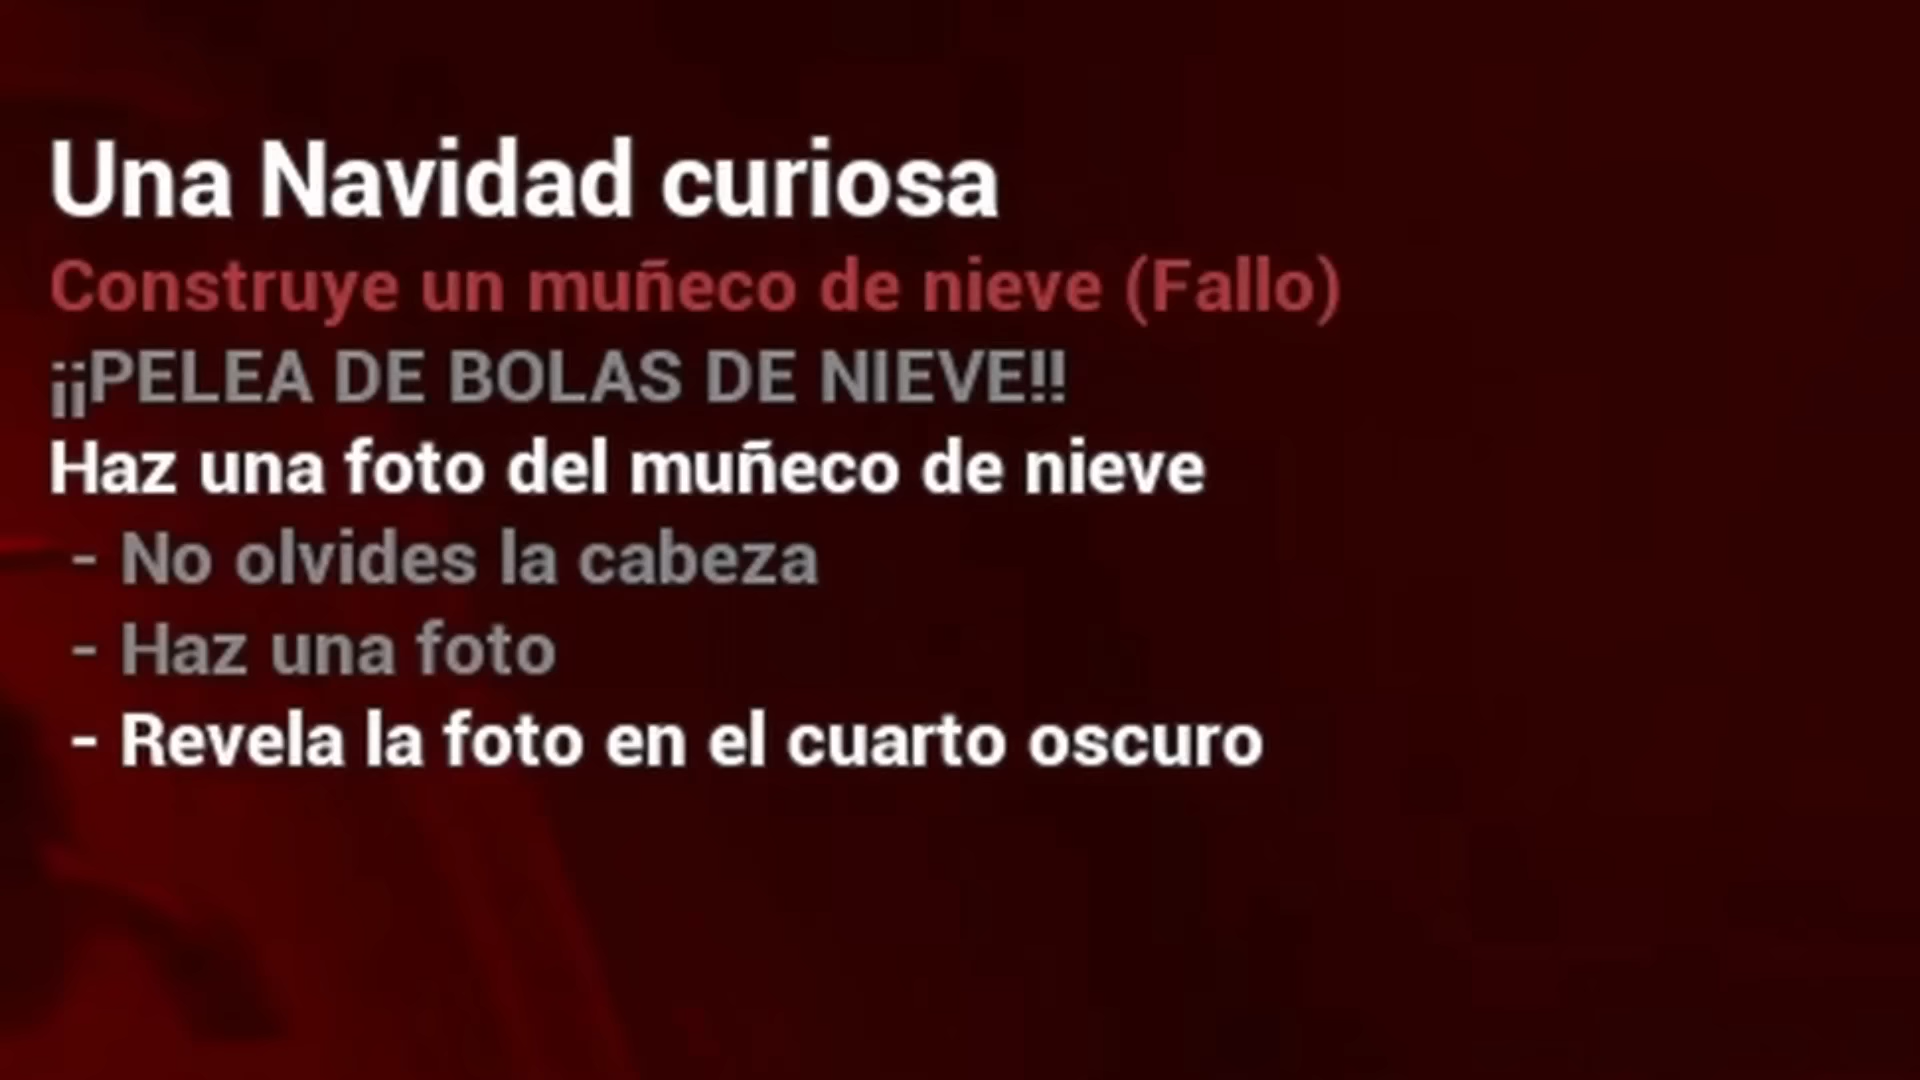 Una Navidad curiosa
Construye un muñeco de nieve (Fallo)
¡¡PELEA DE BOLAS DE NIEVE!!
Haz una foto del muñeco de nieve
- No olvides la cabeza
- Haz una foto
- Revela la foto en el cuarto oscuro